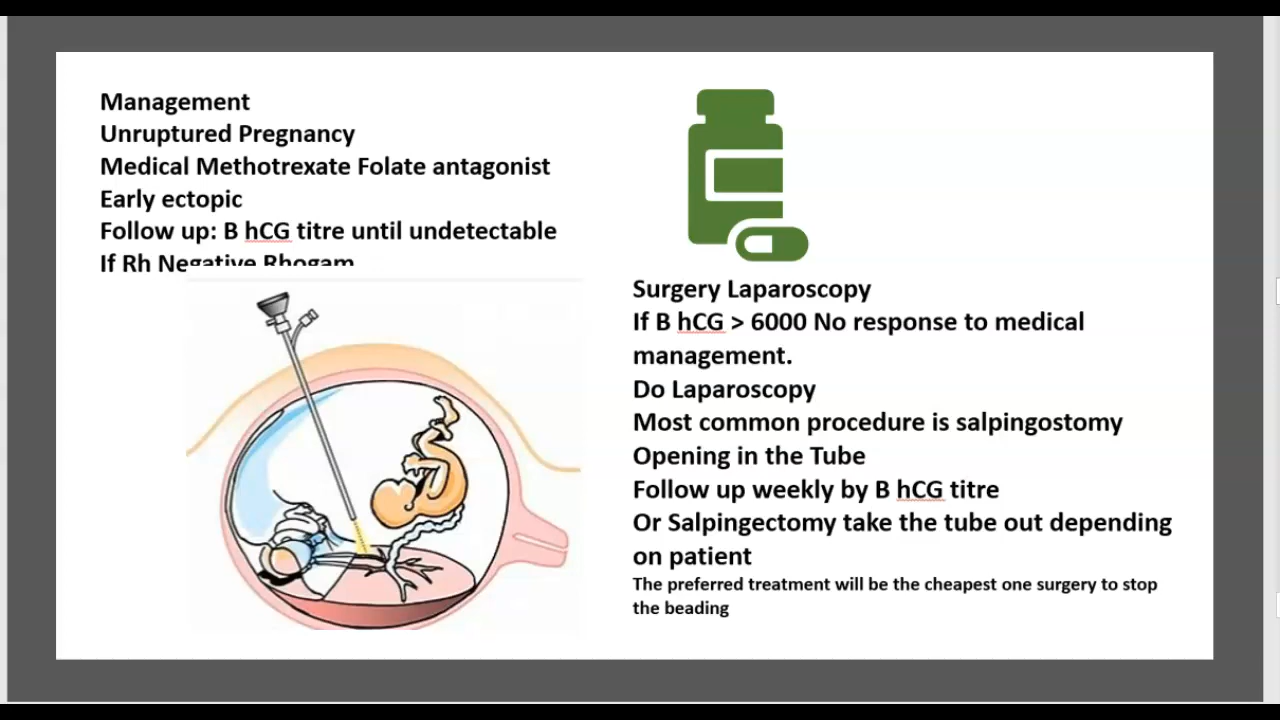 Management
Unruptured Pregnancy
Medical Methotrexate Folate antagonist
Early ectopic
Follow up: B hCG titre until undetectable
If Rh Negative Rhogam
Surgery Laparoscopy
If B hCG > 6000 No response to medical
management.
Do Laparoscopy
Most common procedure is salpingostomy
Opening in the Tube
Follow up weekly by B hCG titre
Or Salpingectomy take the tube out depending
on patient
The preferred treatment will be the cheapest one surgery to stop
the beading